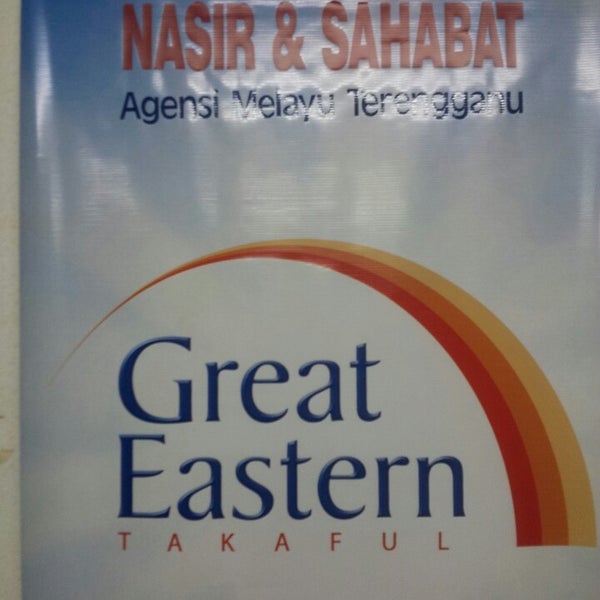 NASIR & SAHABAT
Agensi Melayu Terengganu
Great
Eastern
TAKAFUL